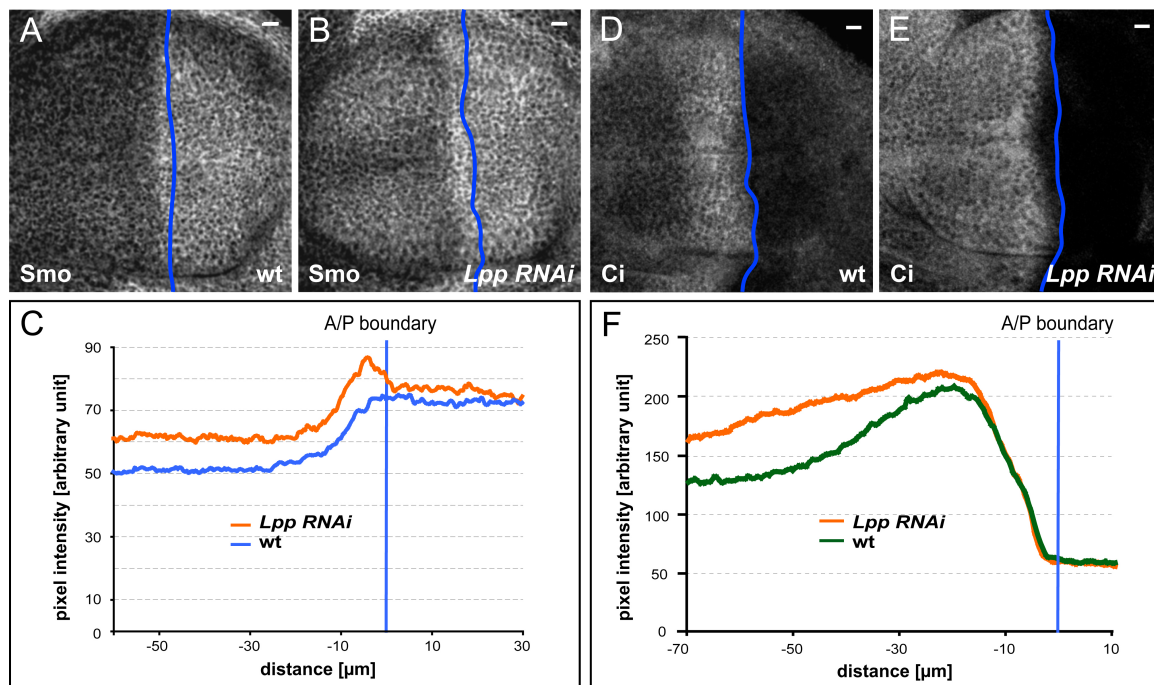 A
Smo
wt
B
Smo
Lpp RNAi
D
Ci
wt
E
Ci
Lpp RNAi
C
A/P boundary
pixel intensity [arbitrary unit]
90
70
50
30
10
0
Lpp RNAi
wt
-50
-30
-10
10
30
distance [µm]
F
A/P boundary
pixel intensity [arbitrary unit]
250
200
150
100
50
0
Lpp RNAi
wt
-70
-50
-30
-10
10
distance [µm]